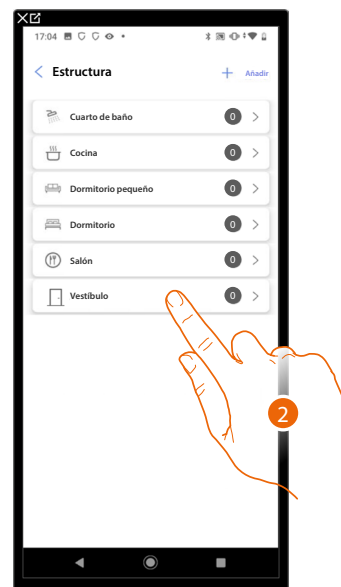 17:04
Estructura
Añadir
Cuarto de baño 0
Cocina 0
Dormitorio pequeño 0
Dormitorio 0
Salón 0
Vestíbulo 0
2